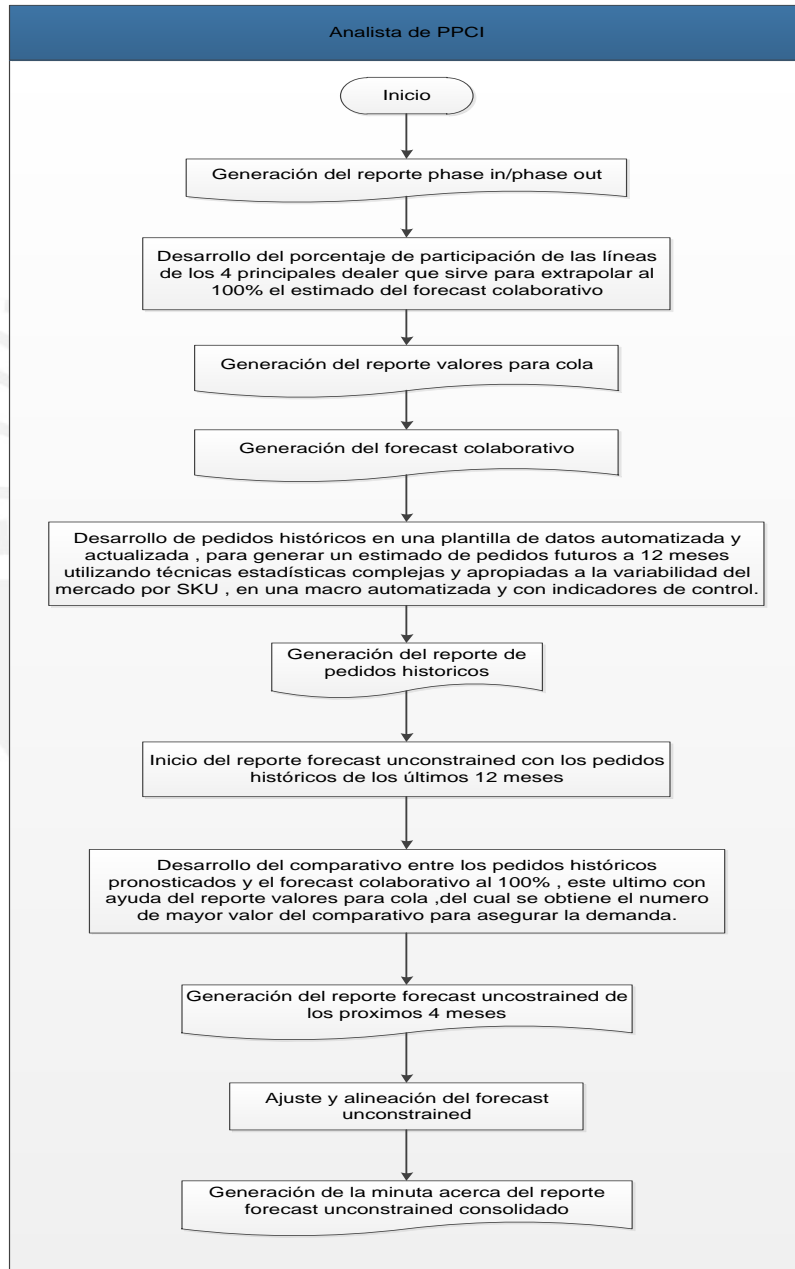 Analista de PPCI
Inicio
Generación del reporte phase in/phase out
Desarrollo del porcentaje de participación de las líneas
de los 4 principales dealer que sirve para extrapolar al
100% el estimado del forecast colaborativo
Generación del reporte valores para cola
Generación del forecast colaborativo
Desarrollo de pedidos históricos en una plantilla de datos automatizada y
actualizada , para generar un estimado de pedidos futuros a 12 meses
utilizando técnicas estadísticas complejas y apropiadas a la variabilidad del
mercado por SKU , en una macro automatizada y con indicadores de control.
Generación del reporte de
pedidos historicos
Inicio del reporte forecast unconstrained con los pedidos
históricos de los últimos 12 meses
Desarrollo del comparativo entre los pedidos históricos
pronosticados y el forecast colaborativo al 100% , este ultimo con
ayuda del reporte valores para cola ,del cual se obtiene el numero
de mayor valor del comparativo para asegurar la demanda.
Generación del reporte forecast uncostrained de
los proximos 4 meses
Ajuste y alineación del forecast
unconstrained
Generación de la minuta acerca del reporte
forecast unconstrained consolidado